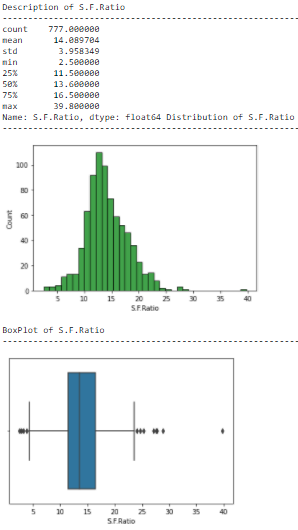 Description of S.F.Ratio
----------------------------------------------------------------
count 777.000000
mean 14.089704
std 3.958349
min 2.500000
25% 11.500000
50% 13.600000
75% 16.500000
max 39.800000
Name: S.F.Ratio, dtype: float64 Distribution of S.F.Ratio
----------------------------------------------------------------
100
80
60
40
20
0
Count
5 10 15 20 25 30 35 40
S.F.Ratio
BoxPlot of S.F.Ratio
----------------------------------------------------------------
5 10 15 20 25 30 35 40
S.F.Ratio